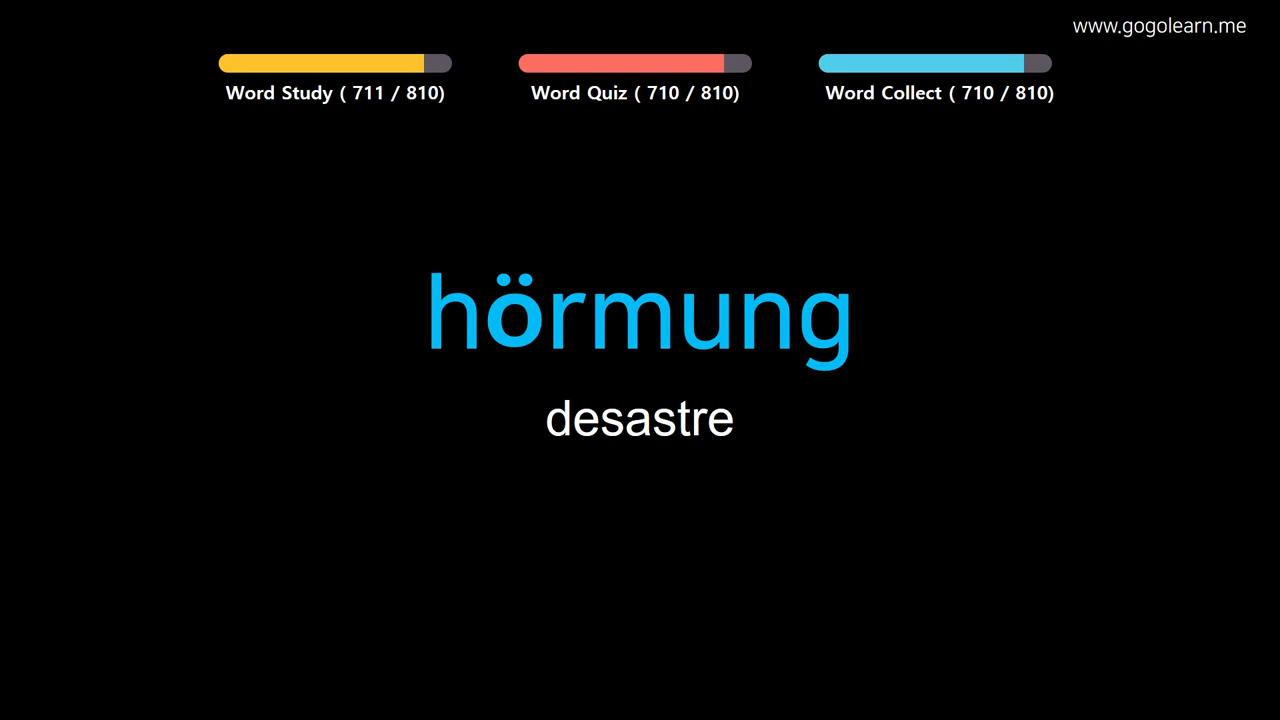 www.gogolearn.me
Word Study ( 711 / 810)
Word Quiz ( 710 / 810)
Word Collect ( 710 / 810)
hörmung
desastre